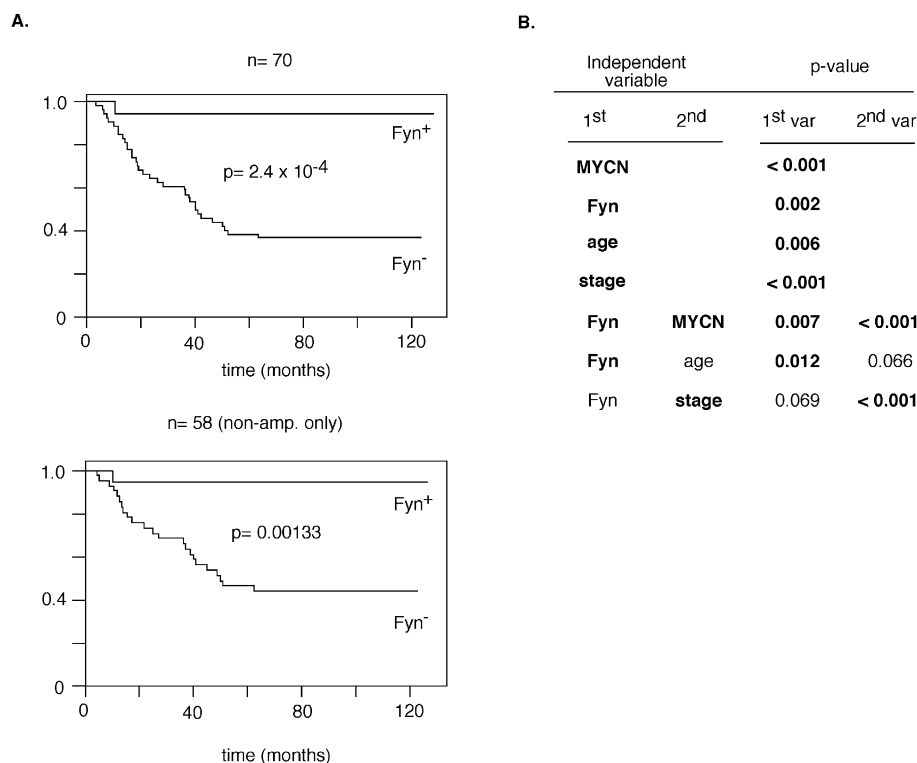 A.
n= 70
1.0
0.4
0
Fyn+
p= 2.4 x 10-4
Fyn-
0 40 80 120
time (months)
n= 58 (non-amp. only)
1.0
0.4
0
Fyn+
p= 0.00133
Fyn-
0 40 80 120
time (months)
B.
Independent variable p-value
1st 2nd 1st var 2nd var
MYCN < 0.001
Fyn 0.002
age 0.006
stage < 0.001
Fyn MYCN 0.007 < 0.001
Fyn age 0.012 0.066
Fyn stage 0.069 < 0.001